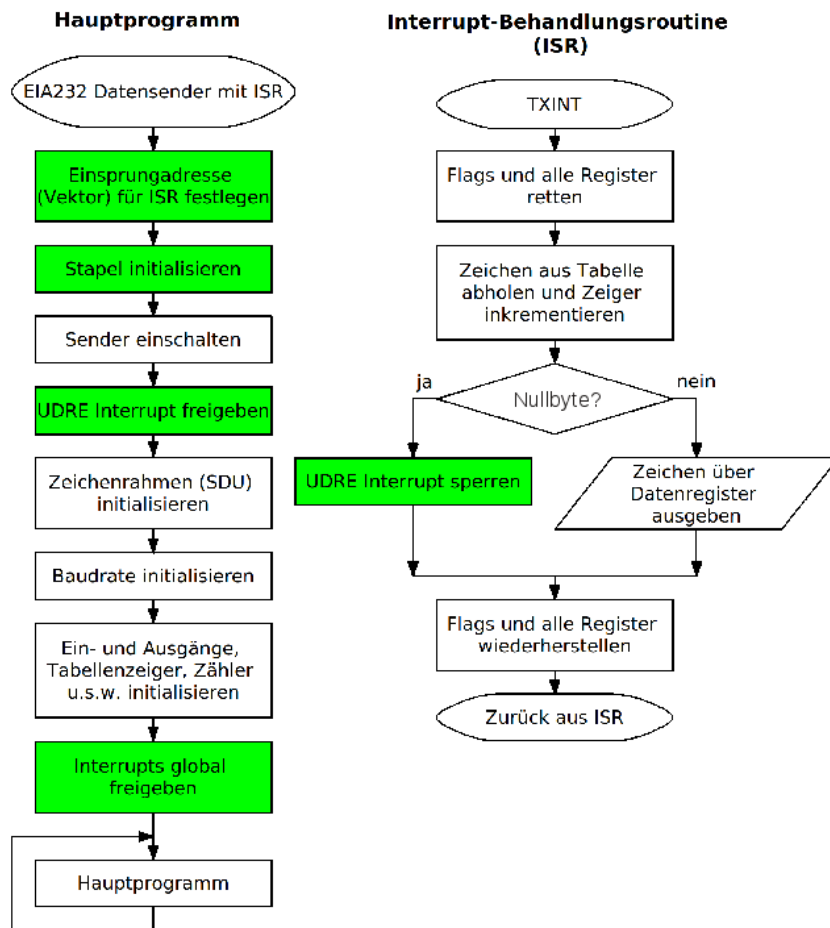 Hauptprogramm
EIA232 Datensender mit ISR
Einsprungadresse
(Vektor) für ISR festlegen
Stapel initialisieren
Sender einschalten
UDRE Interrupt freigeben
Zeichenrahmen (SDU)
initialisieren
Baudrate initialisieren
Ein- und Ausgänge,
Tabellenzeiger, Zähler
u.s.w. initialisieren
Interrupts global
freigeben
Hauptprogramm
Interrupt-Behandlungsroutine
(ISR)
TXINT
Flags und alle Register
retten
Zeichen aus Tabelle
abholen und Zeiger
inkrementieren
ja
Nullbyte?
nein
UDRE Interrupt sperren
Zeichen über
Datenregister
ausgeben
Flags und alle Register
wiederherstellen
Zurück aus ISR